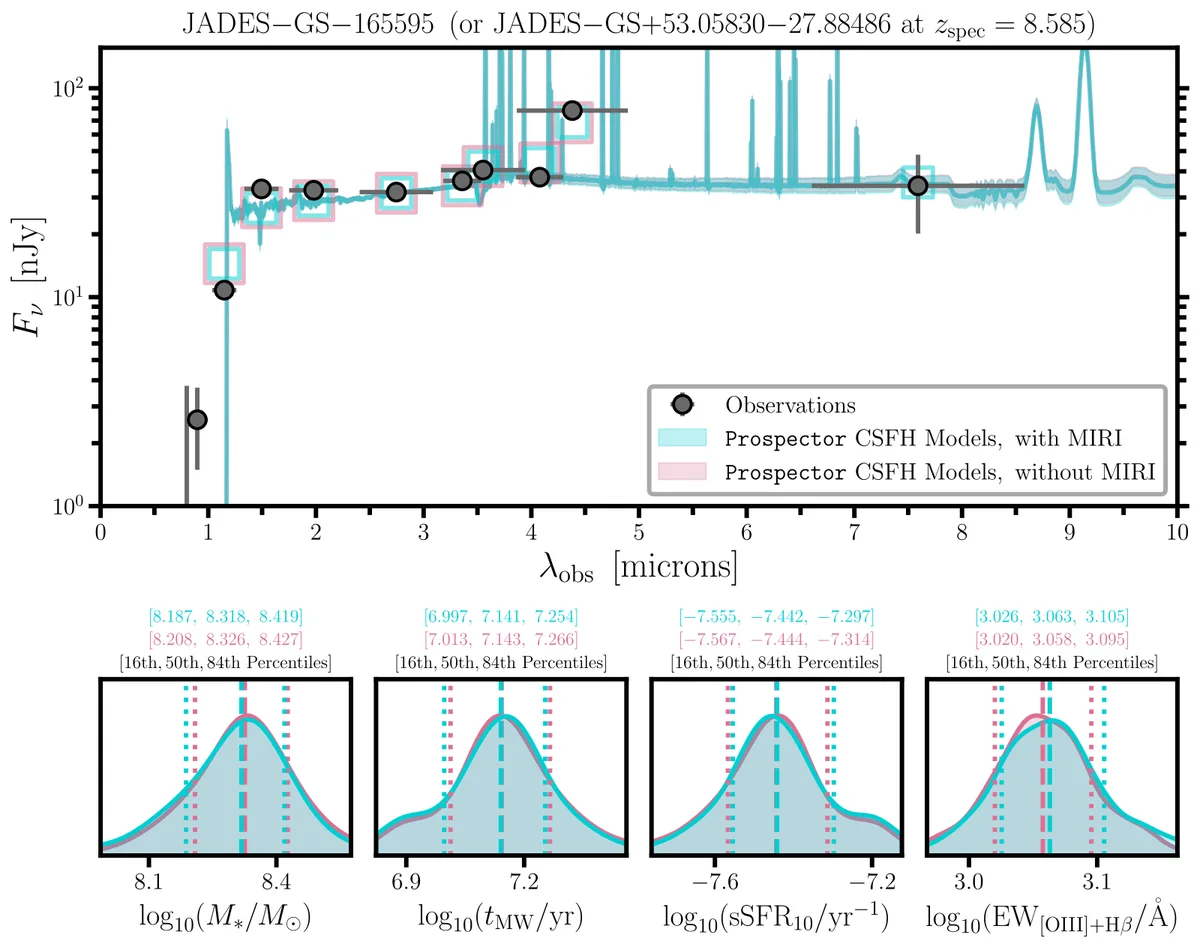 JADES−GS−165595 (or JADES−GS+53.05830−27.88486 at z_spec = 8.585)
10²
10¹
10⁰
F_ν [nJy]
Observations
Prospector CSFH Models, with MIRI
Prospector CSFH Models, without MIRI
0 1 2 3 4 5 6 7 8 9 10
λ_obs [microns]
[8.187, 8.318, 8.419] [6.997, 7.141, 7.254] [−7.555, −7.442, −7.297] [3.026, 3.063, 3.105]
[8.208, 8.326, 8.427] [7.013, 7.143, 7.266] [−7.567, −7.444, −7.314] [3.020, 3.058, 3.095]
[16th, 50th, 84th Percentiles] [16th, 50th, 84th Percentiles] [16th, 50th, 84th Percentiles] [16th, 50th, 84th Percentiles]
8.1 8.4 6.9 7.2 −7.6 −7.2 3.0 3.1
log₁₀(M_*/M_⊙) log₁₀(t_MW/yr) log₁₀(sSFR₁₀/yr⁻¹) log₁₀(EW_[OIII]+Hβ/Å)